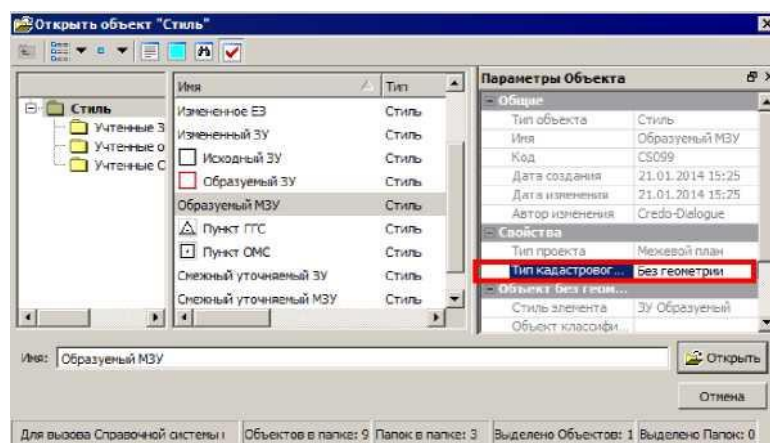 Открыть объект "Стиль"
Имя Тип
Стиль
Учтенные З
Учтенные о
Учтенные С
Измененное ЕЗ Стиль
Измененный ЗУ Стиль
Исходный ЗУ Стиль
Образуемый ЗУ Стиль
Образуемый МЗУ Стиль
Пункт ГГС Стиль
Пункт ОМС Стиль
Смежный уточняемый ЗУ Стиль
Смежный уточняемый МЗУ Стиль
Параметры Объекта
Общие
Тип объекта Стиль
Имя Образуемый МЗУ
Код CS099
Дата создания 21.01.2014 15:25
Дата изменения 21.01.2014 15:25
Автор изменения Credo-Dialogue
Свойства
Тип проекта Межевой план
Тип кадастровог... Без геометрии
Объект без геом...
Стиль элемента ЗУ Образуемый
Объект классифи...
Имя: Образуемый МЗУ
Открыть
Отмена
Для вызова Справочной системы Объектов в папке: 9 Папок в папке: 3 Выделено Объектов: 1 Выделено Папок: 0